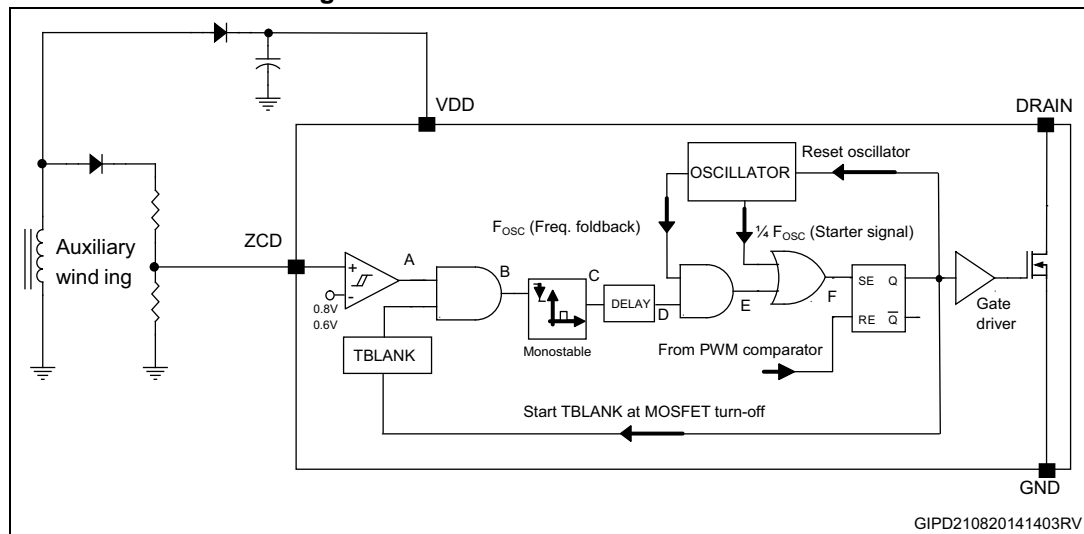 VDD
DRAIN
Reset oscillator
OSCILLATOR
FOSC (Freq. foldback)
¼ FOSC (Starter signal)
Auxiliary
wind ing
ZCD
+
-
0.8V
0.6V
A
B
C
DELAY
D
E
F
SE Q
RE Q̅
Gate
driver
TBLANK
Monostable
From PWM comparator
Start TBLANK at MOSFET turn-off
GND
GIPD210820141403RV